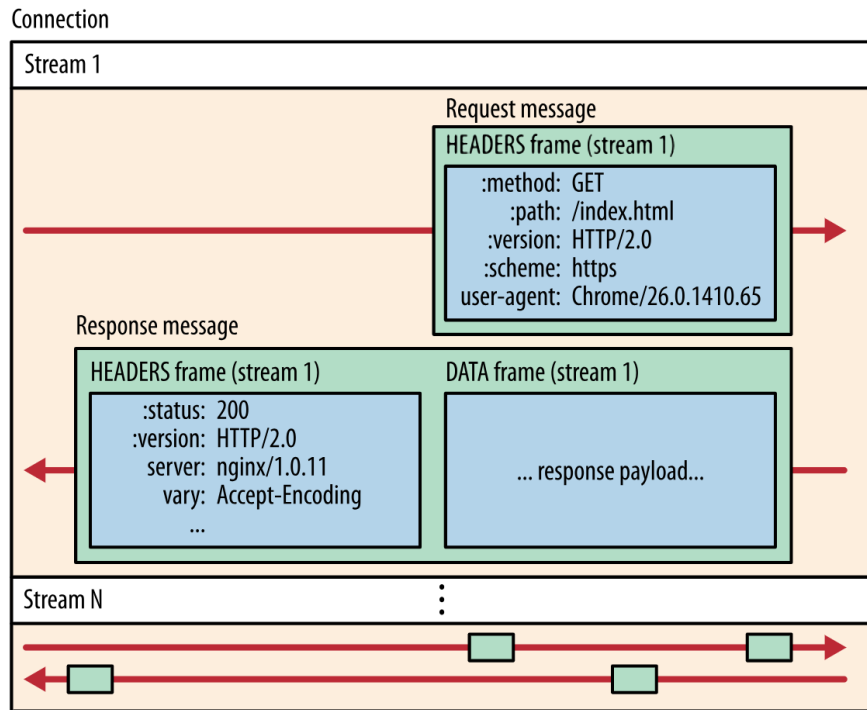 Connection
Stream 1
Request message
HEADERS frame (stream 1)
:method: GET
:path: /index.html
:version: HTTP/2.0
:scheme: https
user-agent: Chrome/26.0.1410.65
Response message
HEADERS frame (stream 1)
:status: 200
:version: HTTP/2.0
server: nginx/1.0.11
vary: Accept-Encoding
...
DATA frame (stream 1)
... response payload...
Stream N